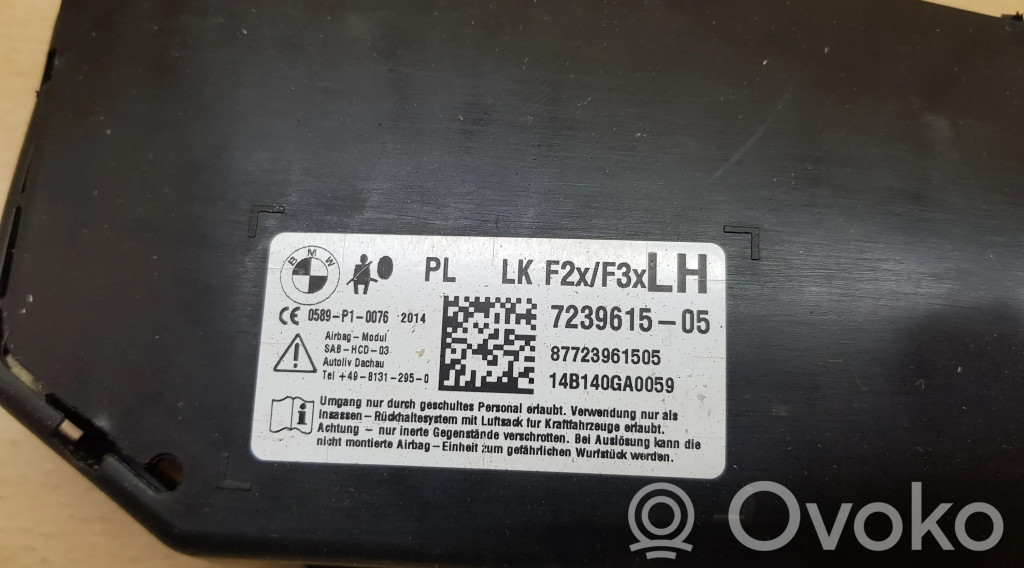 BMW
PL LK F2x/F3x LH
CE 0589-P1-0076 2014
7239615-05
Airbag-Modul
SAB-HCD-03
Autoliv Dachau
Tel +49-8131-295-0
87723961505
14B140GA0059
Umgang nur durch geschultes Personal erlaubt. Verwendung nur als
Insassen-Rückhaltesystem mit Luftsack für Kraftfahrzeuge erlaubt.
Achtung - nur inerte Gegenstände verschrotten. Bei Auslösung kann die
nicht montierte Airbag-Einheit zum gefährlichen Wurfstück werden.
Ovoko